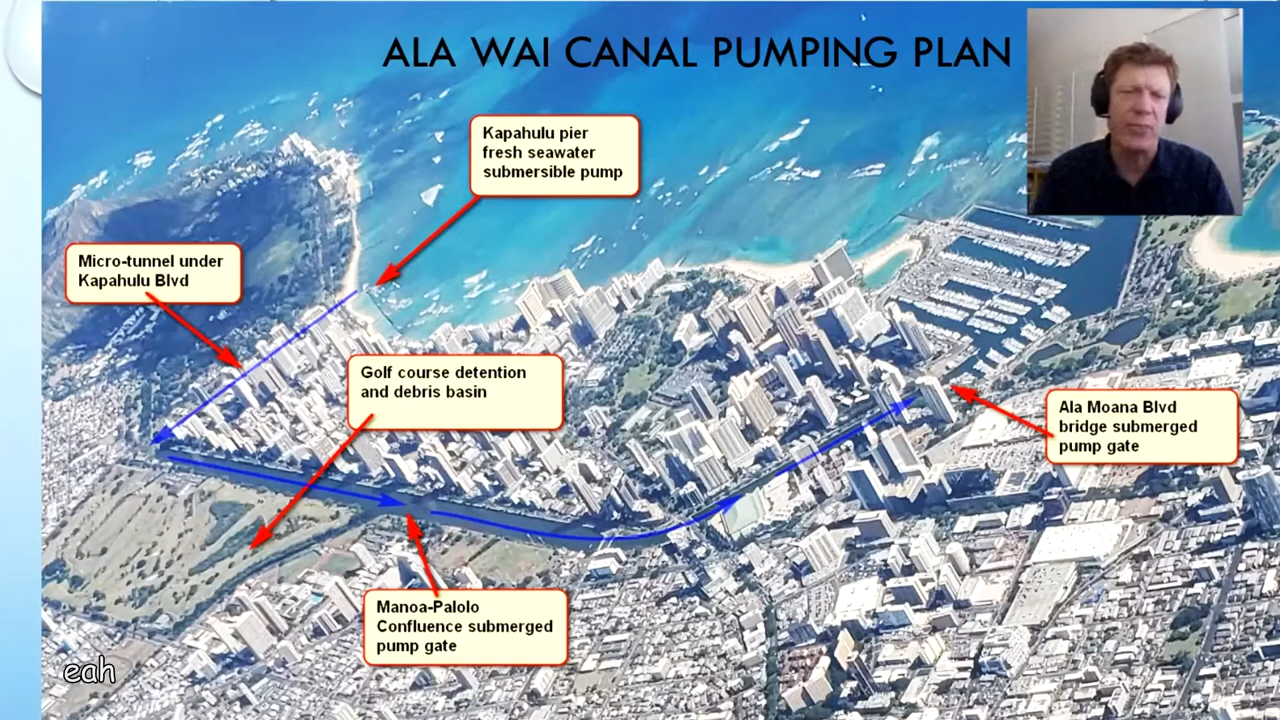 ALA WAI CANAL PUMPING PLAN
Kapahulu pier
fresh seawater
submersible pump
Micro-tunnel under
Kapahulu Blvd
Golf course detention
and debris basin
Ala Moana Blvd
bridge submerged
pump gate
Manoa-Palolo
Confluence submerged
pump gate
eah